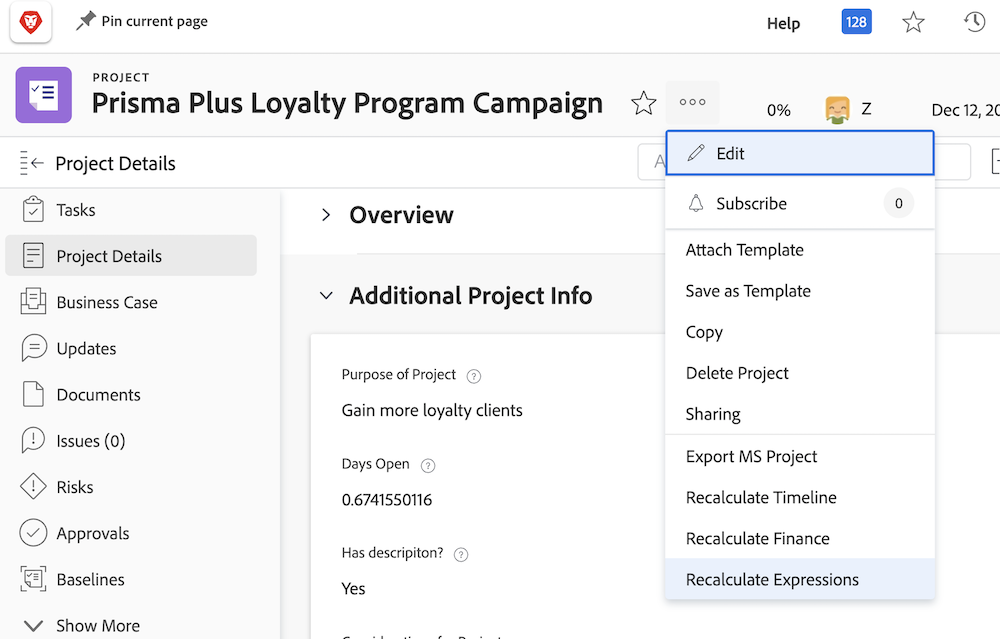 Pin current page
Help
128
PROJECT
Prisma Plus Loyalty Program Campaign
0%
Z
Project Details
Edit
Tasks
Overview
Subscribe
0
Project Details
Attach Template
Business Case
Additional Project Info
Save as Template
Copy
Updates
Purpose of Project
Delete Project
Documents
Gain more loyalty clients
Sharing
Issues (0)
Days Open
Export MS Project
Risks
0.6741550116
Recalculate Timeline
Approvals
Has descripiton?
Recalculate Finance
Baselines
Yes
Recalculate Expressions
Show More
Dec 12, 20